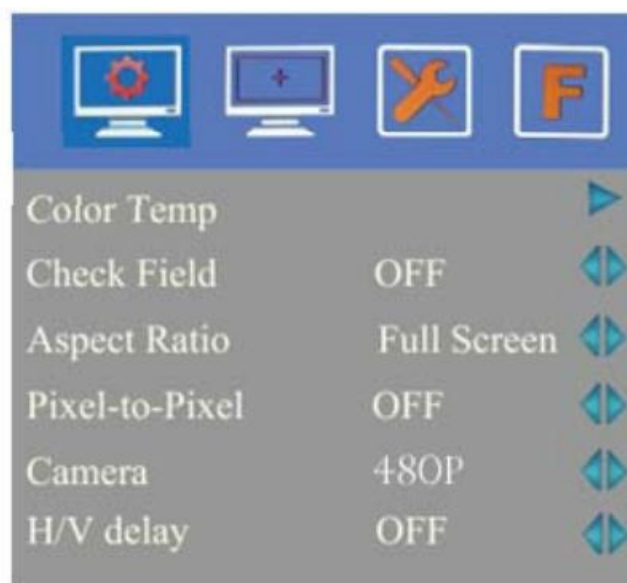 F
Color Temp
Check Field OFF
Aspect Ratio Full Screen
Pixel-to-Pixel OFF
Camera 480P
H/V delay OFF